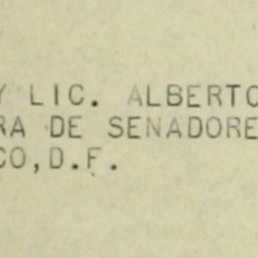 Y LIC. ALBERTO
RA DE SENADORE
CO,D.F.